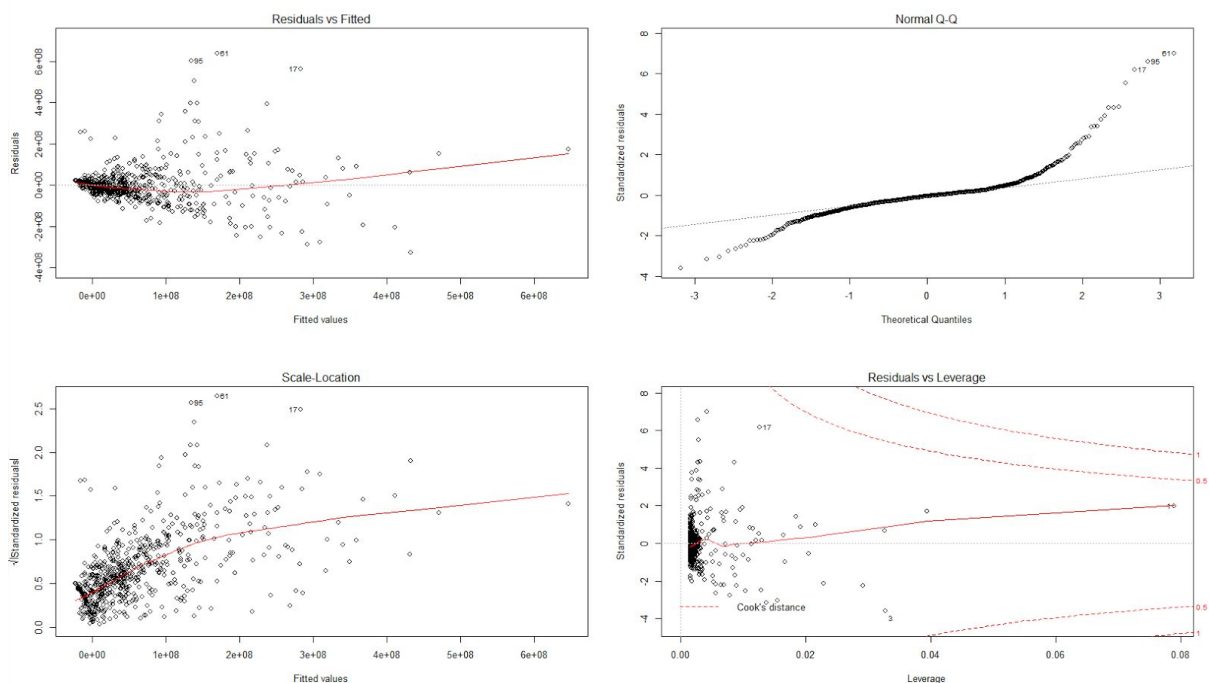 Residuals vs Fitted
Residuals
-4e+08 -2e+08 0e+00 2e+08 4e+08 6e+08
61
95
17
0e+00 1e+08 2e+08 3e+08 4e+08 5e+08 6e+08
Fitted values
Normal Q-Q
Standardized residuals
-4 -2 0 2 4 6 8
61
95
17
-3 -2 -1 0 1 2 3
Theoretical Quantiles
Scale-Location
√|Standardized residuals|
0.0 0.5 1.0 1.5 2.0 2.5
61
95
17
0e+00 1e+08 2e+08 3e+08 4e+08 5e+08 6e+08
Fitted values
Residuals vs Leverage
Standardized residuals
-4 -2 0 2 4 6 8
17
1
3
Cook's distance
1
0.5
0.5
1
0.00 0.02 0.04 0.06 0.08
Leverage